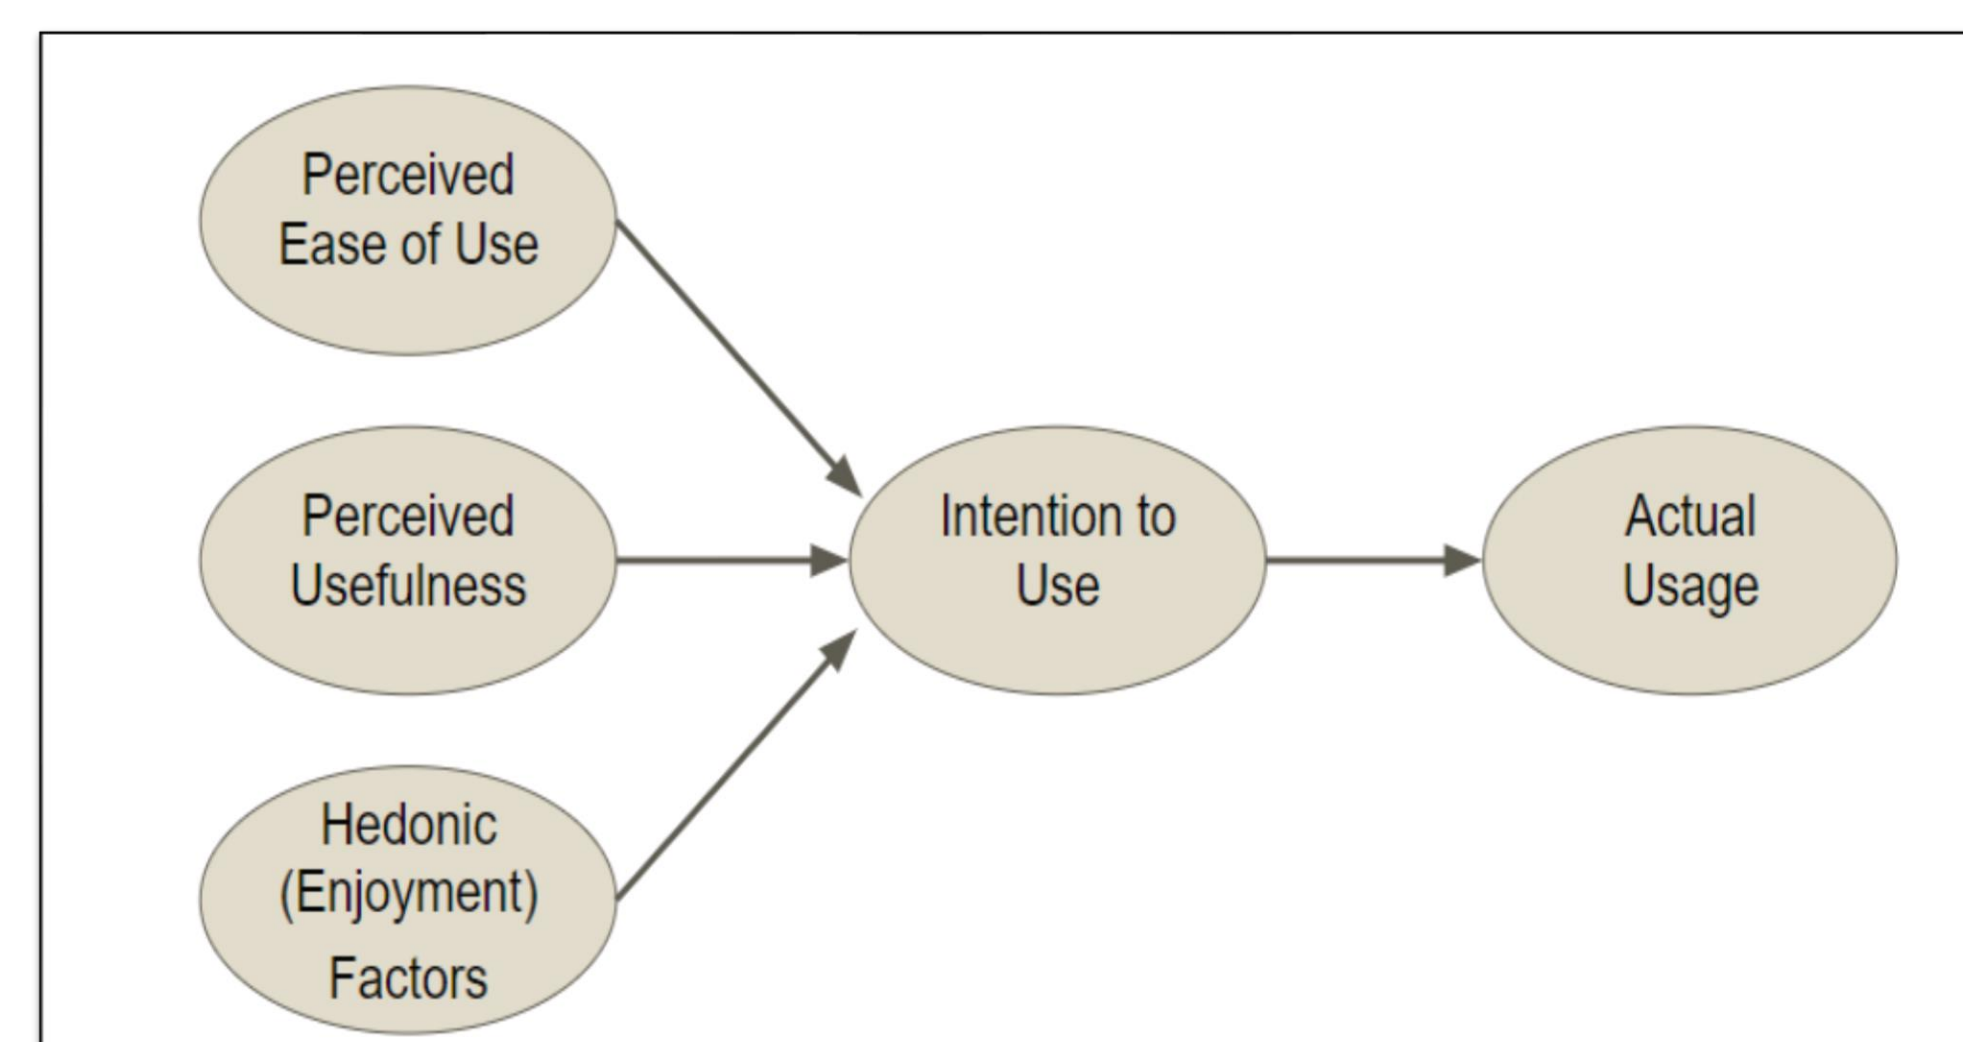 Perceived
Ease of Use
Perceived
Usefulness
Hedonic
(Enjoyment)
Factors
Intention to
Use
Actual
Usage